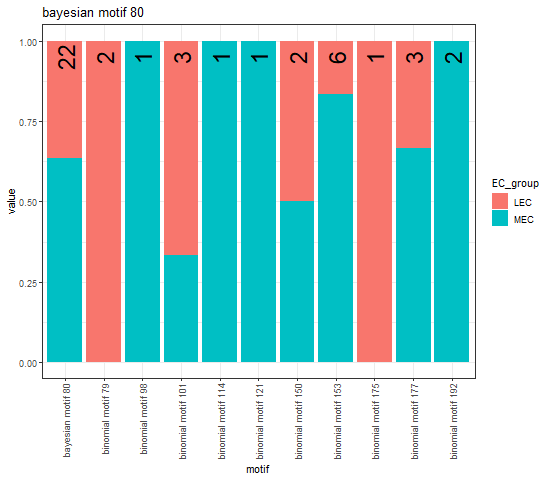 bayesian motif 80
22 2 1 3 1 1 2 6 1 3 2
1.00
0.75
0.50
0.25
0.00
value
bayesian motif 80
binomial motif 79
binomial motif 98
binomial motif 101
binomial motif 114
binomial motif 121
binomial motif 150
binomial motif 153
binomial motif 175
binomial motif 177
binomial motif 192
motif
EC_group
LEC
MEC